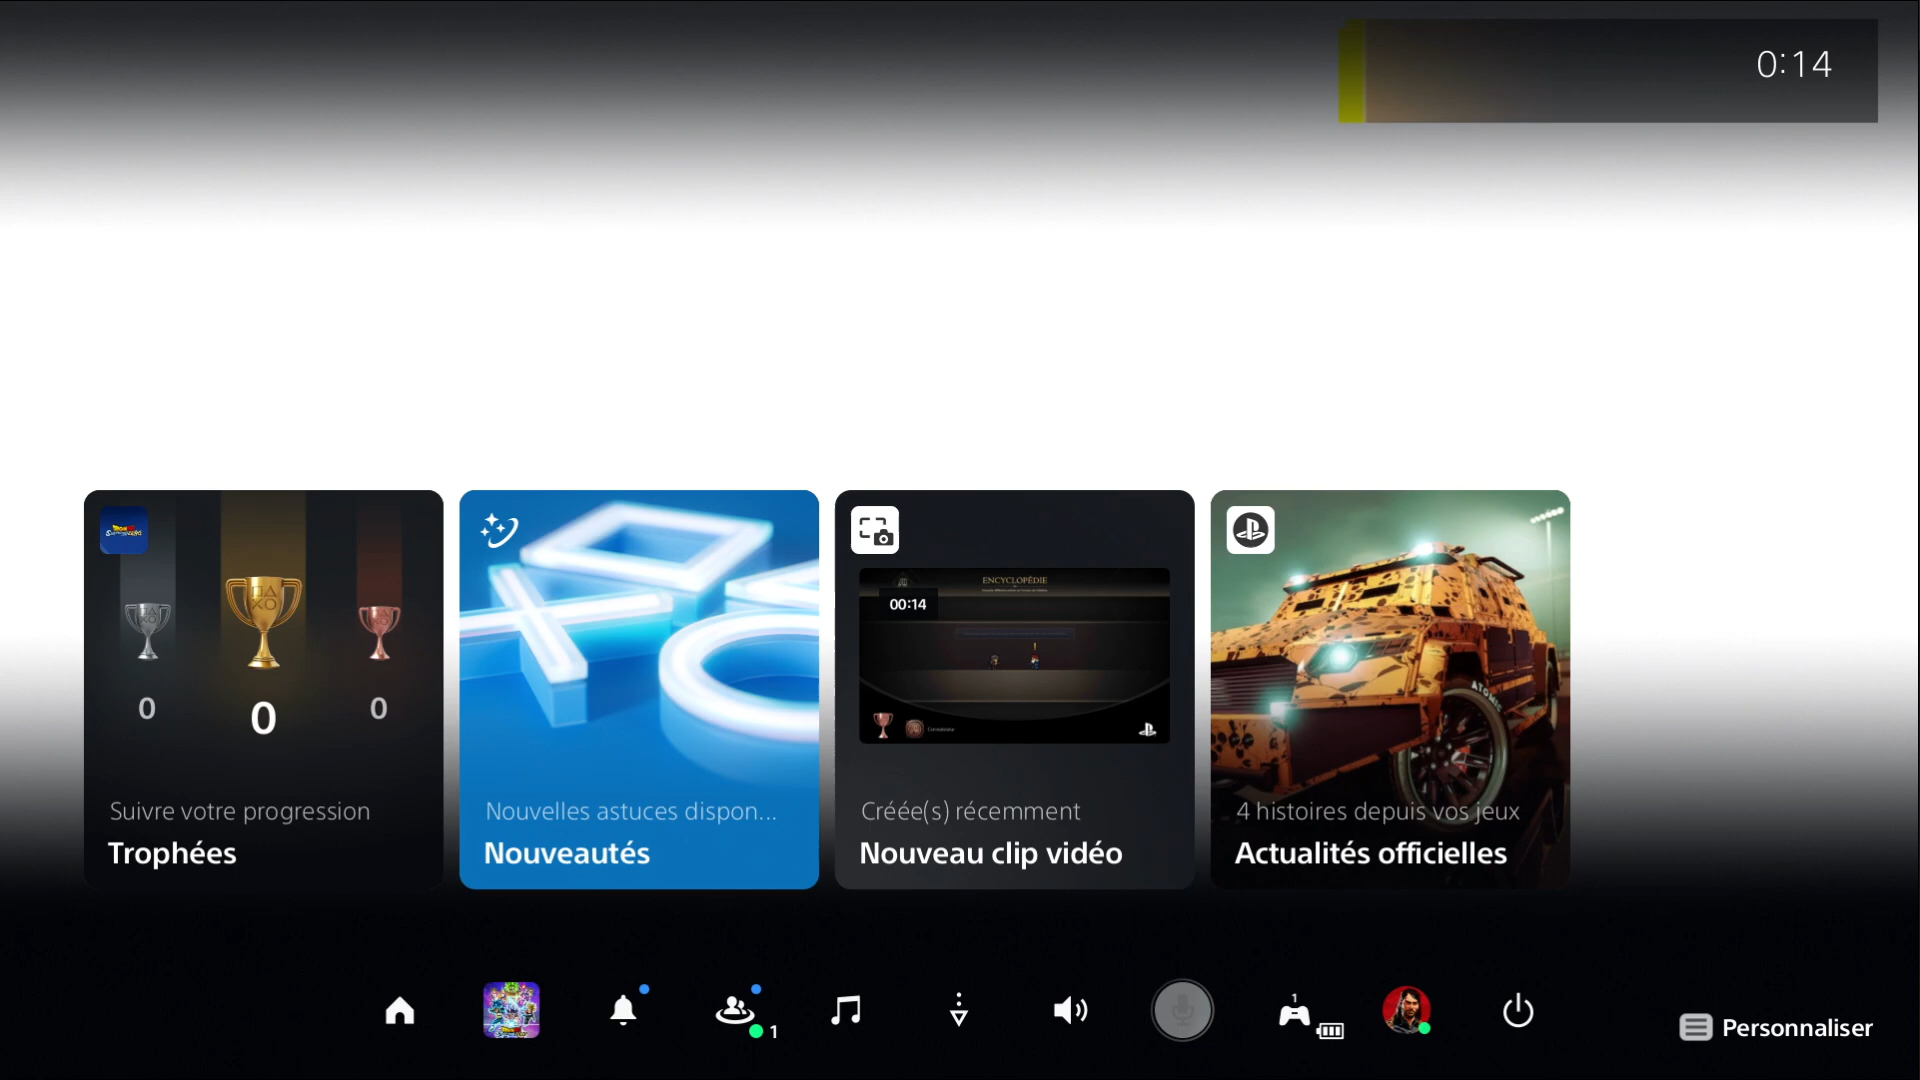 0:14
0
0
0
Suivre votre progression
Trophées
Nouvelles astuces dispon...
Nouveautés
ENCYCLOPÉDIE
00:14
Créée(s) récemment
Nouveau clip vidéo
ATOMIC
4 histoires depuis vos jeux
Actualités officielles
1
1
Personnaliser